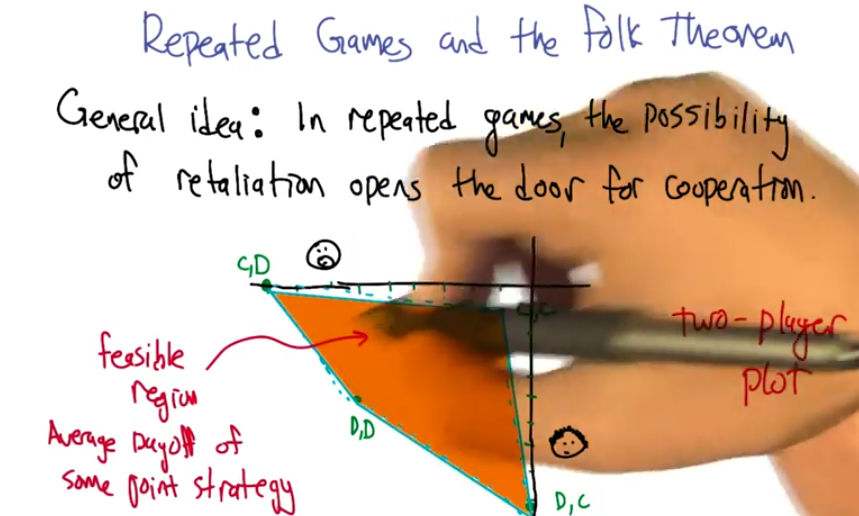 Repeated Games and the Folk Theorem
General idea: In repeated games, the possibility
of retaliation opens the door for cooperation.
C,D
C,C
two-player
plot
feasible
region
Average payoff of
some joint strategy
D,D
D,C